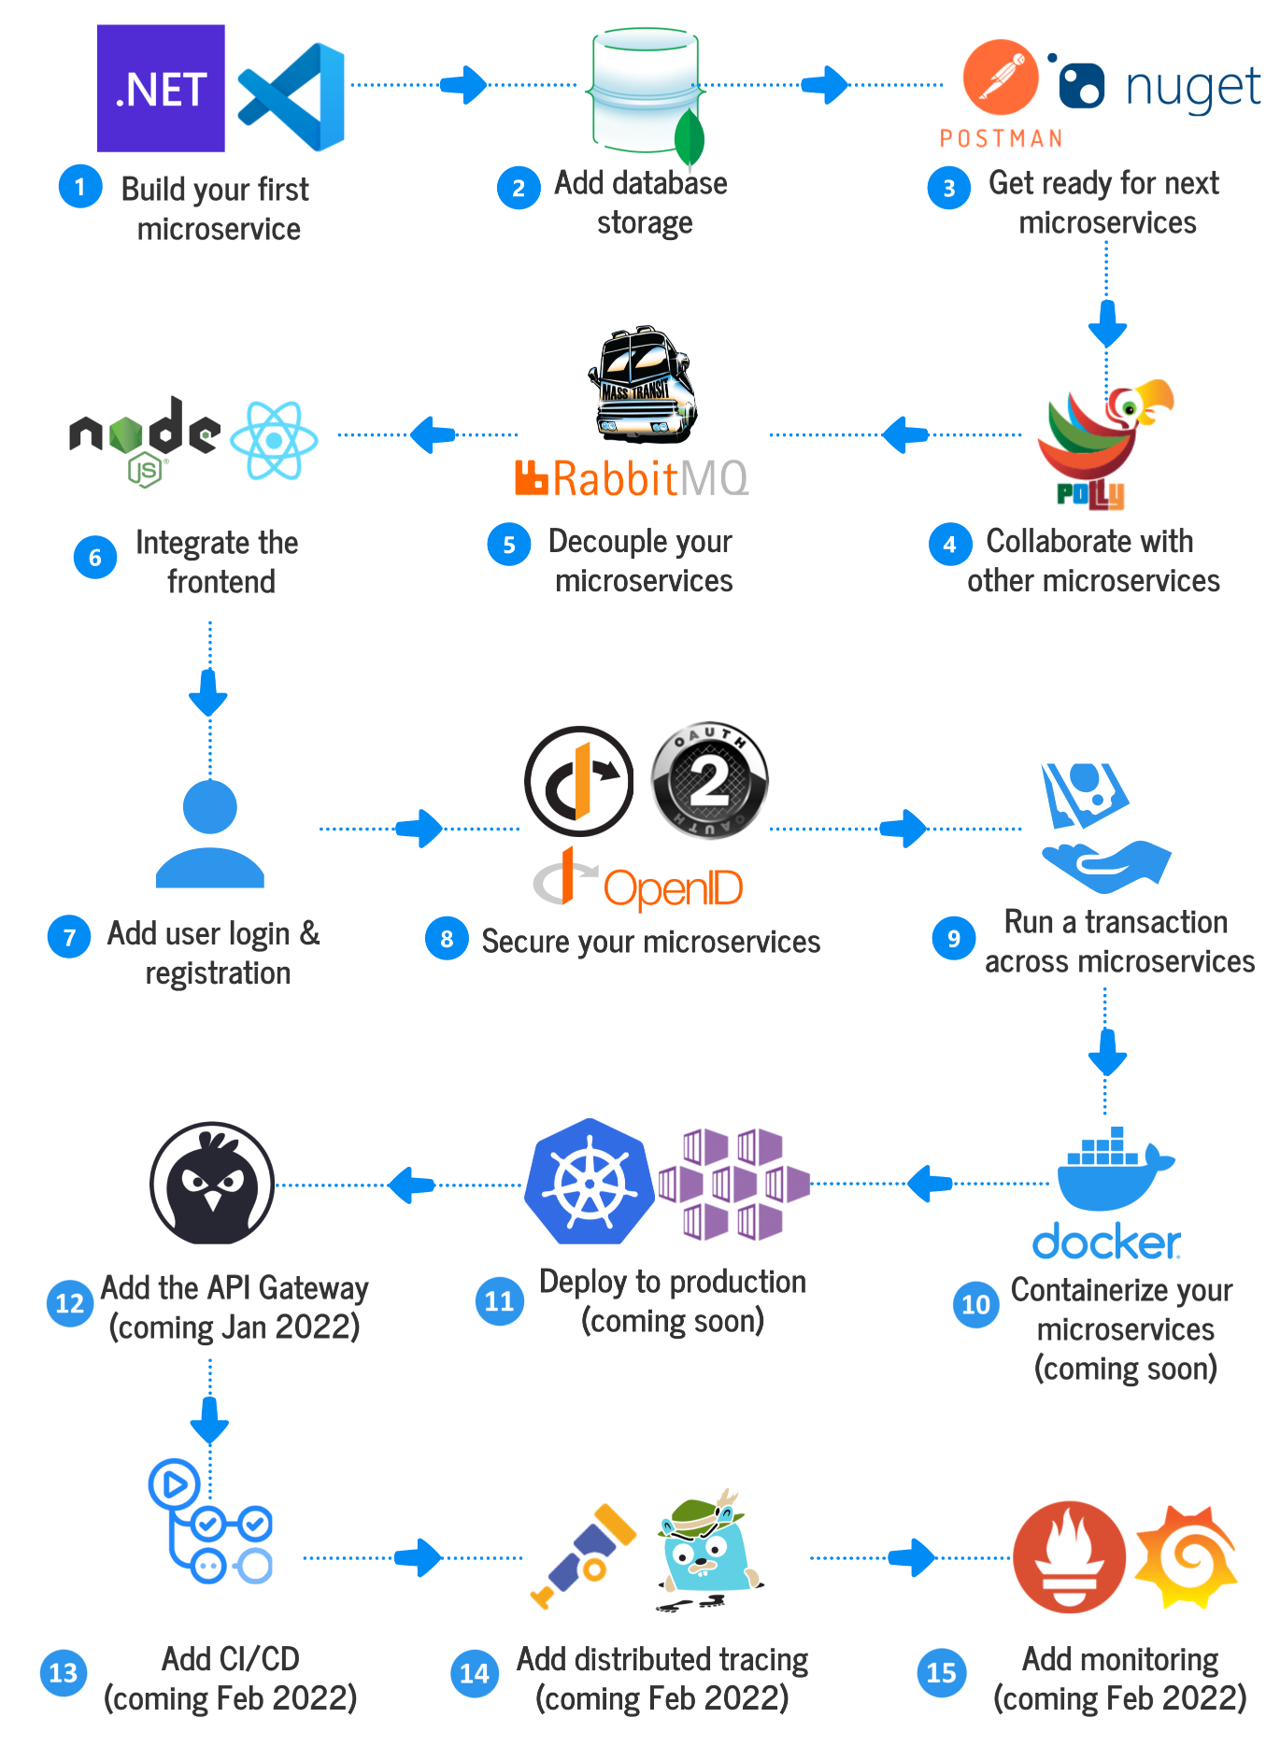 .NET
1
Build your first
microservice
2
Add database
storage
POSTMAN
nuget
3
Get ready for next
microservices
node
JS
®
6
Integrate the
frontend
MASS TRANSIT
RabbitMQ
5
Decouple your
microservices
POLLY
4
Collaborate with
other microservices
7
Add user login &
registration
OAUTH
2
OAUTH
OpenID
8
Secure your microservices
9
Run a transaction
across microservices
12
Add the API Gateway
(coming Jan 2022)
11
Deploy to production
(coming soon)
docker
10
Containerize your
microservices
(coming soon)
13
Add CI/CD
(coming Feb 2022)
14
Add distributed tracing
(coming Feb 2022)
15
Add monitoring
(coming Feb 2022)